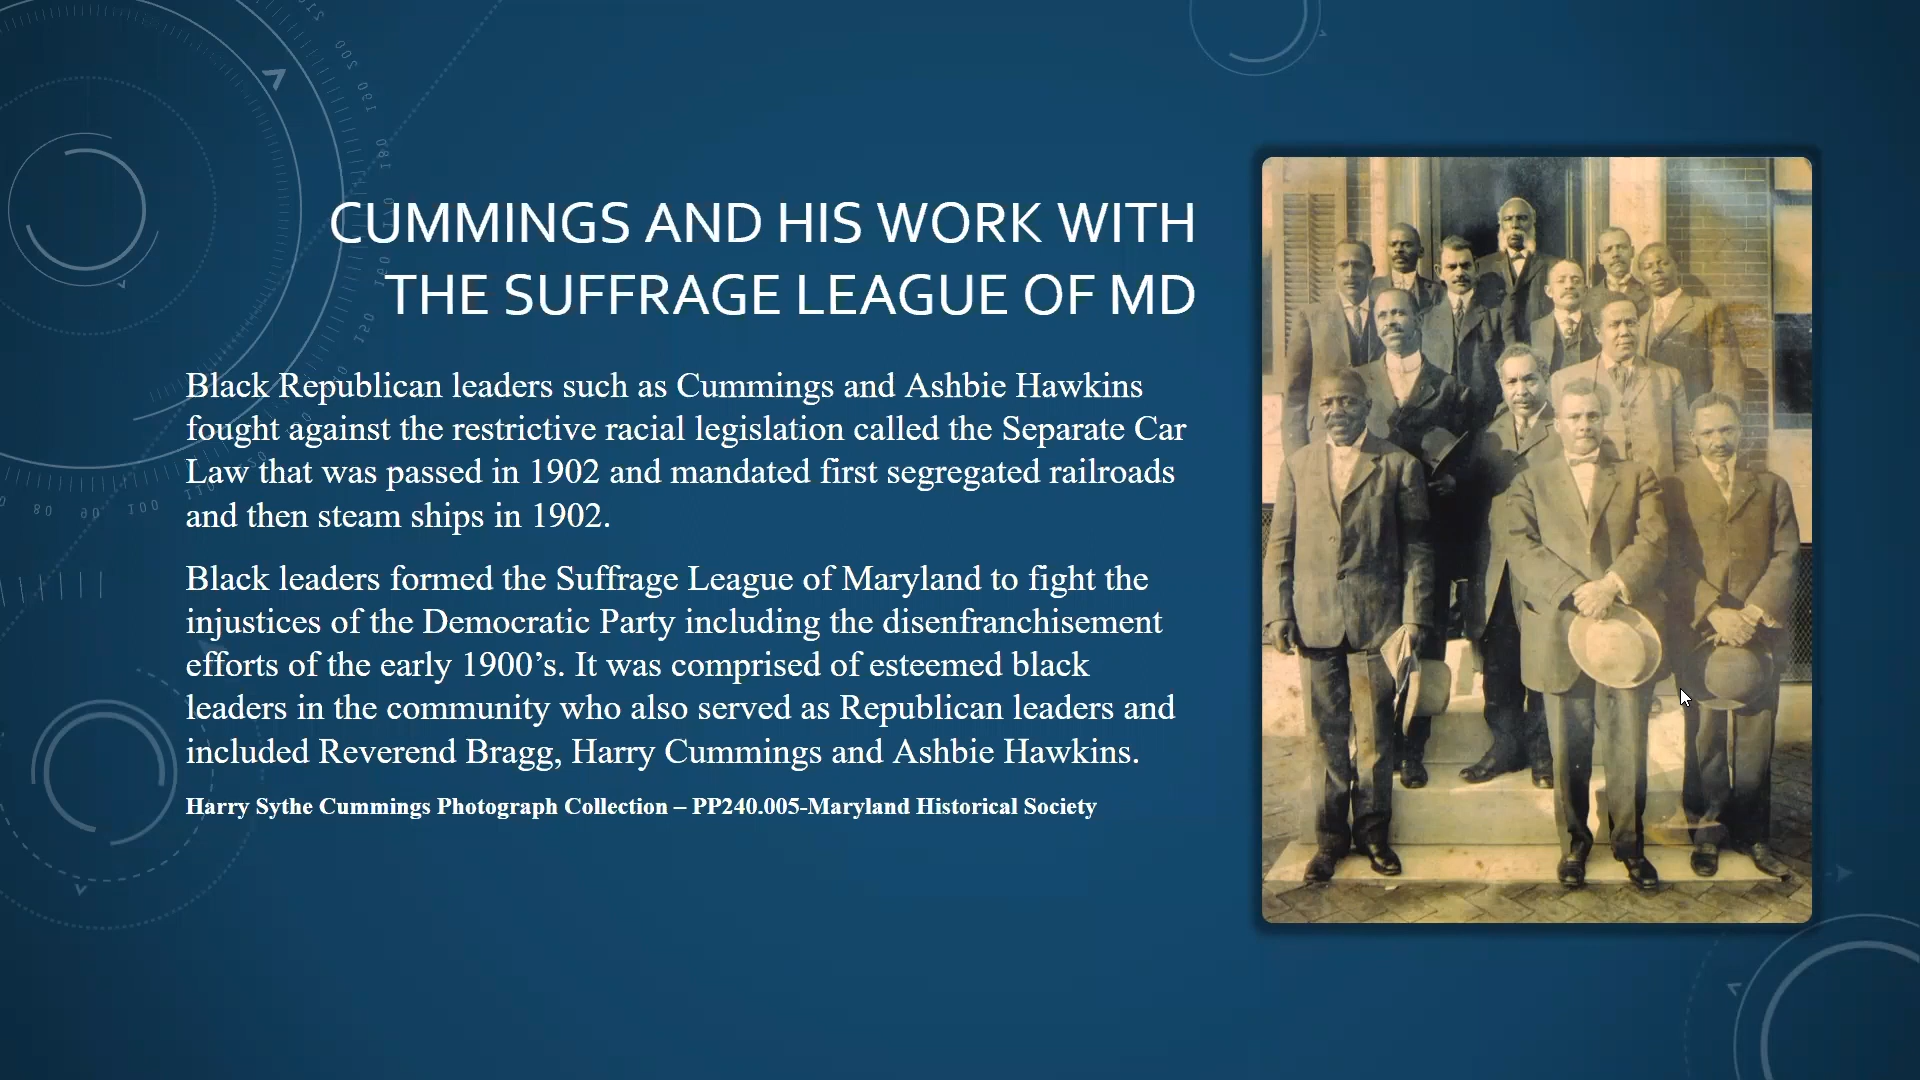 CUMMINGS AND HIS WORK WITH
THE SUFFRAGE LEAGUE OF MD
Black Republican leaders such as Cummings and Ashbie Hawkins
fought against the restrictive racial legislation called the Separate Car
Law that was passed in 1902 and mandated first segregated railroads
and then steam ships in 1902.
Black leaders formed the Suffrage League of Maryland to fight the
injustices of the Democratic Party including the disenfranchisement
efforts of the early 1900’s. It was comprised of esteemed black
leaders in the community who also served as Republican leaders and
included Reverend Bragg, Harry Cummings and Ashbie Hawkins.
Harry Sythe Cummings Photograph Collection – PP240.005-Maryland Historical Society